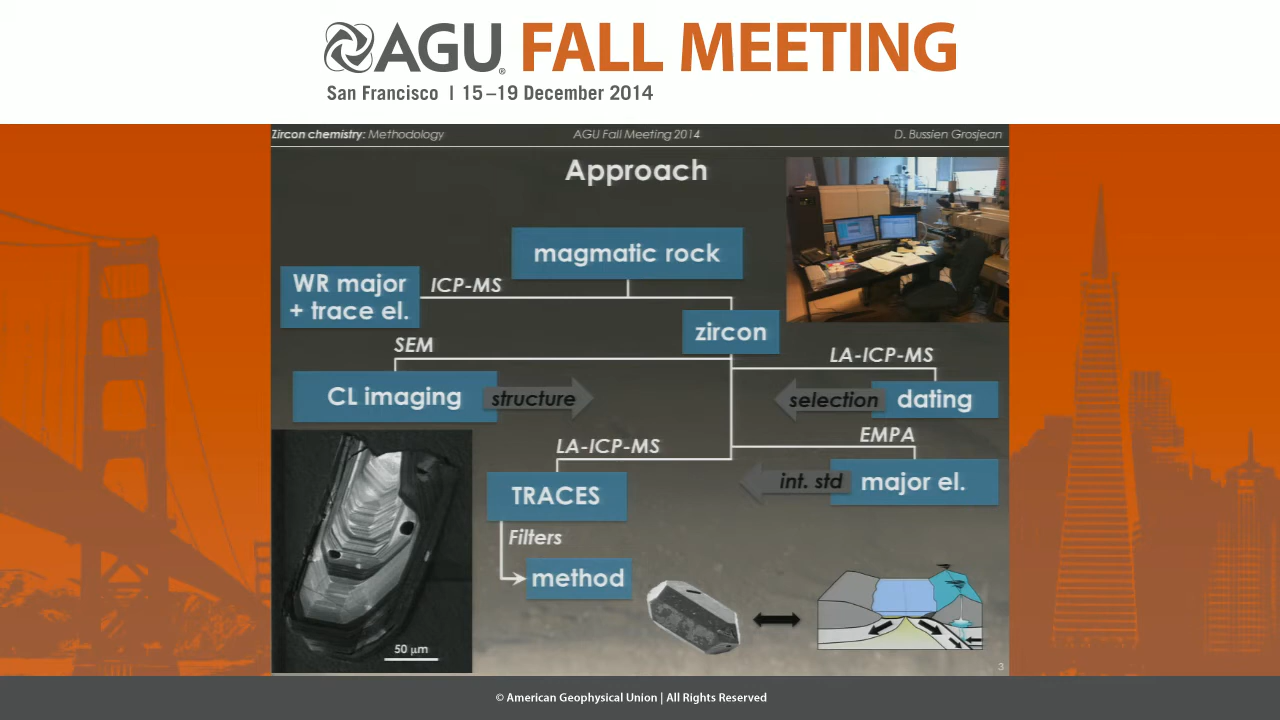 AGU® FALL MEETING
San Francisco | 15–19 December 2014
Zircon chemistry: Methodology
AGU Fall Meeting 2014
D. Bussien Grosjean
Approach
magmatic rock
WR major
+ trace el.
ICP-MS
zircon
SEM
LA-ICP-MS
CL imaging
structure
selection
dating
EMPA
LA-ICP-MS
int. std
major el.
TRACES
Filters
method
50 µm
3
© American Geophysical Union | All Rights Reserved